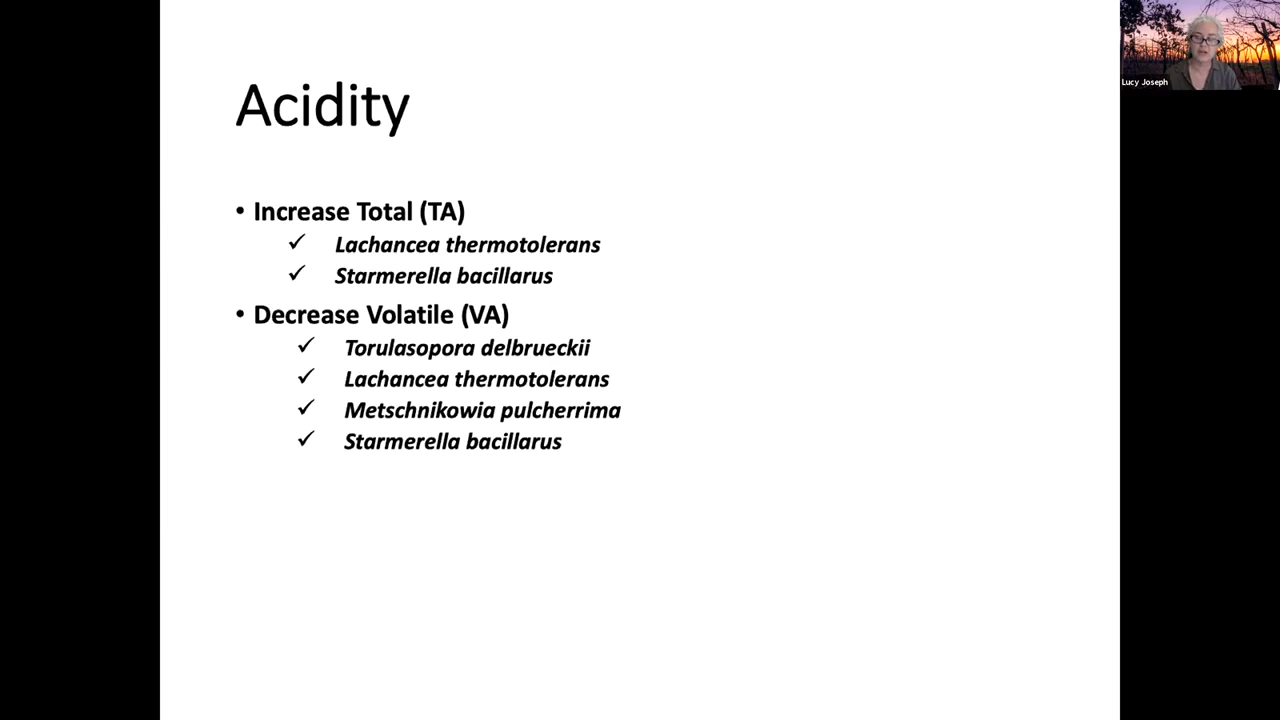 Acidity
• Increase Total (TA)
✓ Lachancea thermotolerans
✓ Starmerella bacillarus
• Decrease Volatile (VA)
✓ Torulasopora delbrueckii
✓ Lachancea thermotolerans
✓ Metschnikowia pulcherrima
✓ Starmerella bacillarus
Lucy Joseph